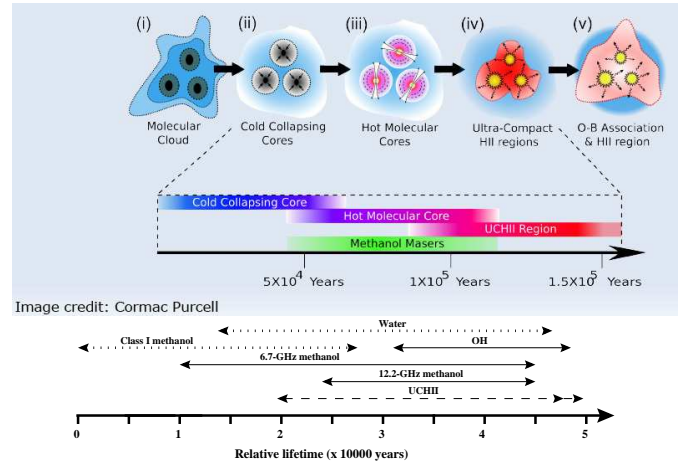 (i) (ii) (iii) (iv) (v)
Molecular
Cloud
Cold Collapsing
Cores
Hot Molecular
Cores
Ultra-Compact
HII regions
O-B Association
& HII region
Cold Collapsing Core
Hot Molecular Core
UCHII Region
Methanol Masers
5X10⁴ Years
1X10⁵ Years
1.5X10⁵ Years
Image credit: Cormac Purcell
Water
Class I methanol
OH
6.7-GHz methanol
12.2-GHz methanol
UCHII
0 1 2 3 4 5
Relative lifetime (x 10000 years)